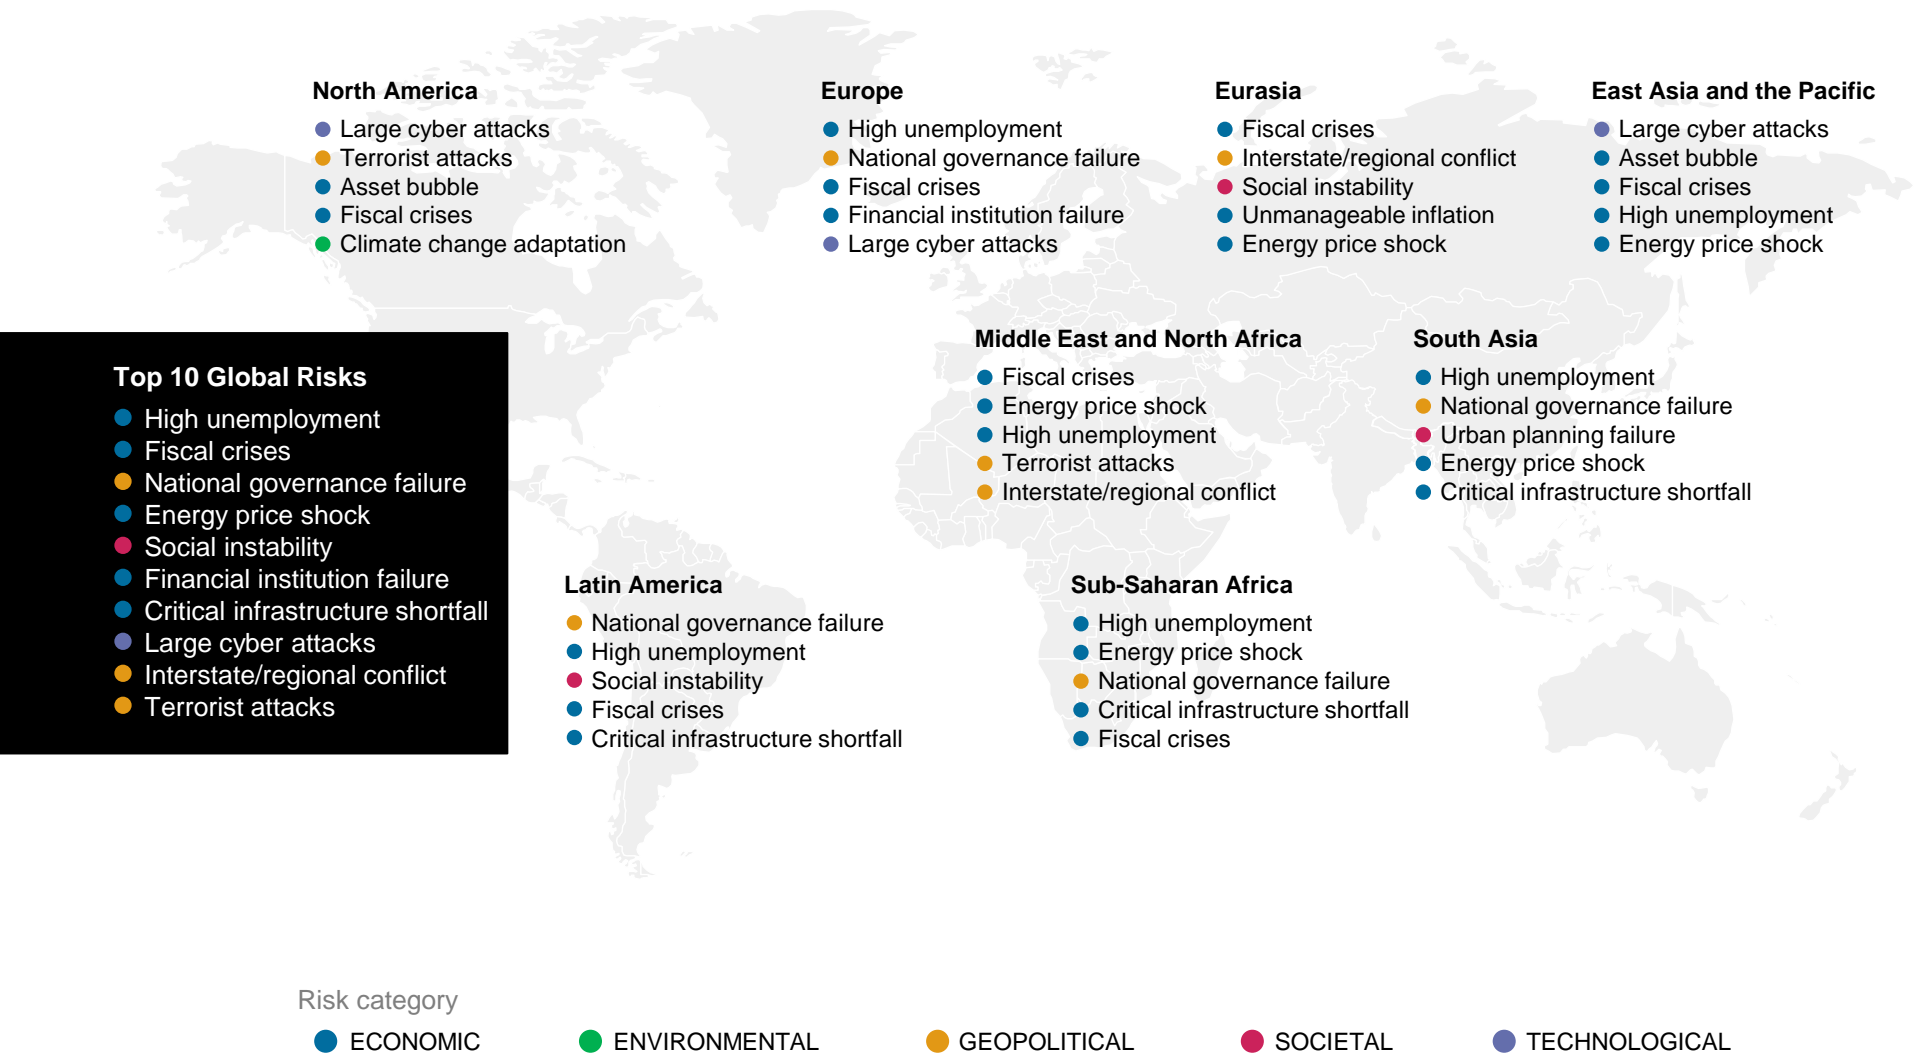 North America
Large cyber attacks
Terrorist attacks
Asset bubble
Fiscal crises
Climate change adaptation
Europe
High unemployment
National governance failure
Fiscal crises
Financial institution failure
Large cyber attacks
Eurasia
Fiscal crises
Interstate/regional conflict
Social instability
Unmanageable inflation
Energy price shock
East Asia and the Pacific
Large cyber attacks
Asset bubble
Fiscal crises
High unemployment
Energy price shock
Top 10 Global Risks
High unemployment
Fiscal crises
National governance failure
Energy price shock
Social instability
Financial institution failure
Critical infrastructure shortfall
Large cyber attacks
Interstate/regional conflict
Terrorist attacks
Middle East and North Africa
Fiscal crises
Energy price shock
High unemployment
Terrorist attacks
Interstate/regional conflict
South Asia
High unemployment
National governance failure
Urban planning failure
Energy price shock
Critical infrastructure shortfall
Latin America
National governance failure
High unemployment
Social instability
Fiscal crises
Critical infrastructure shortfall
Sub-Saharan Africa
High unemployment
Energy price shock
National governance failure
Critical infrastructure shortfall
Fiscal crises
Risk category
ECONOMIC
ENVIRONMENTAL
GEOPOLITICAL
SOCIETAL
TECHNOLOGICAL